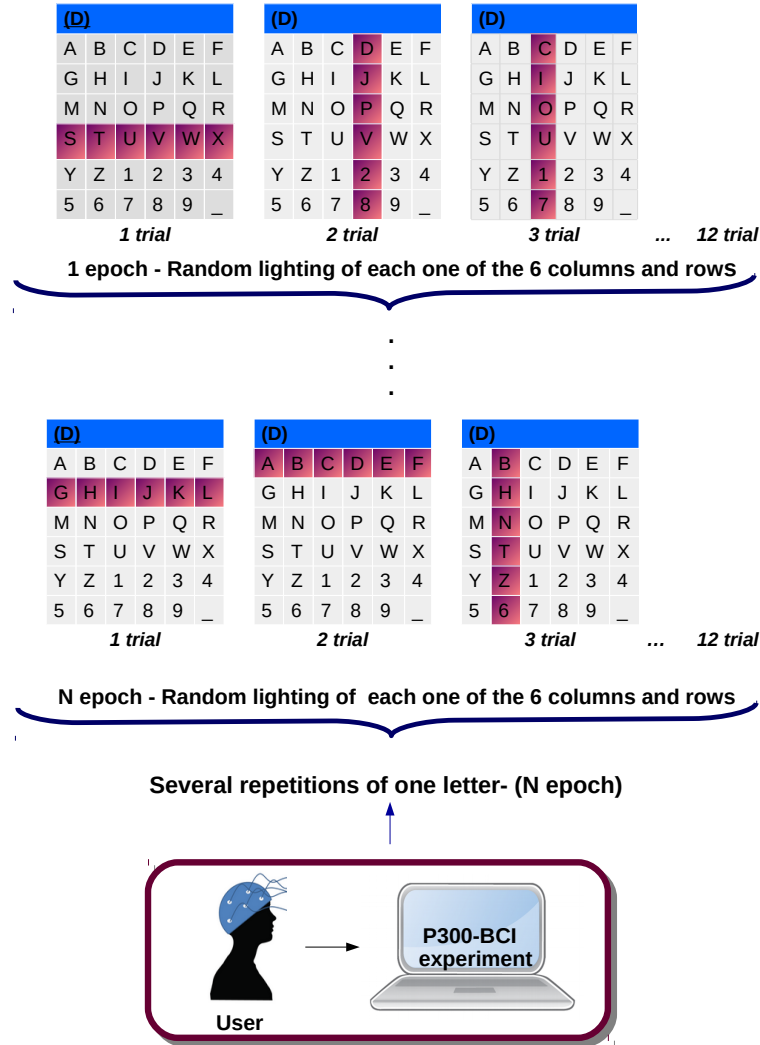 (D) (D) (D)
A B C D E F A B C D E F A B C D E F
G H I J K L G H I J K L G H I J K L
M N O P Q R M N O P Q R M N O P Q R
S T U V W X S T U V W X S T U V W X
Y Z 1 2 3 4 Y Z 1 2 3 4 Y Z 1 2 3 4
5 6 7 8 9 _ 5 6 7 8 9 _ 5 6 7 8 9 _
1 trial 2 trial 3 trial ... 12 trial
1 epoch - Random lighting of each one of the 6 columns and rows
.
.
.
(D) (D) (D)
A B C D E F A B C D E F A B C D E F
G H I J K L G H I J K L G H I J K L
M N O P Q R M N O P Q R M N O P Q R
S T U V W X S T U V W X S T U V W X
Y Z 1 2 3 4 Y Z 1 2 3 4 Y Z 1 2 3 4
5 6 7 8 9 _ 5 6 7 8 9 _ 5 6 7 8 9 _
1 trial 2 trial 3 trial ... 12 trial
N epoch - Random lighting of each one of the 6 columns and rows
Several repetitions of one letter- (N epoch)
P300-BCI
experiment
User